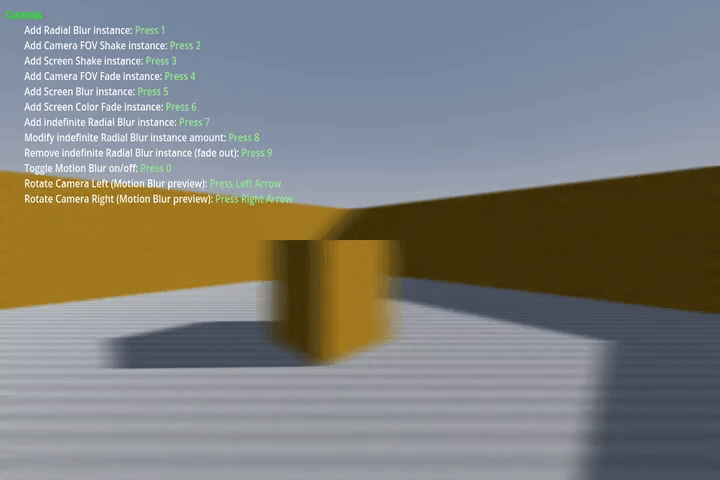 Controls
Add Radial Blur instance: Press 1
Add Camera FOV Shake instance: Press 2
Add Screen Shake instance: Press 3
Add Camera FOV Fade instance: Press 4
Add Screen Blur instance: Press 5
Add Screen Color Fade instance: Press 6
Add indefinite Radial Blur instance: Press 7
Modify indefinite Radial Blur instance amount: Press 8
Remove indefinite Radial Blur instance (fade out): Press 9
Toggle Motion Blur on/off: Press 0
Rotate Camera Left (Motion Blur preview): Press Left Arrow
Rotate Camera Right (Motion Blur preview): Press Right Arrow